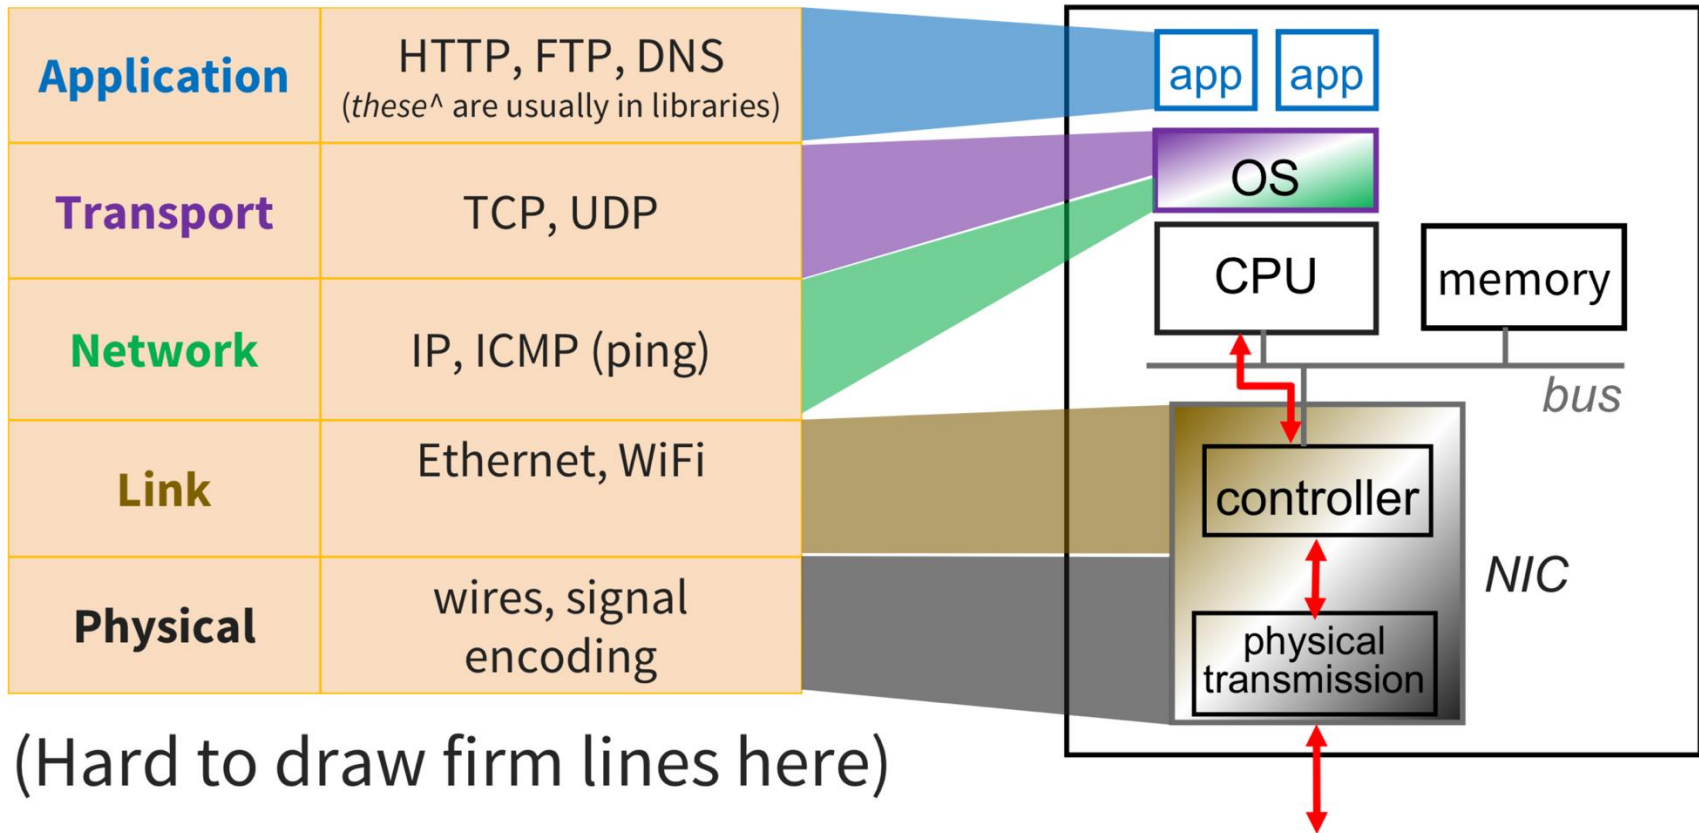 Application
HTTP, FTP, DNS
(these^ are usually in libraries)
Transport
TCP, UDP
Network
IP, ICMP (ping)
Link
Ethernet, WiFi
Physical
wires, signal
encoding
(Hard to draw firm lines here)
app
app
OS
CPU
memory
bus
controller
NIC
physical
transmission